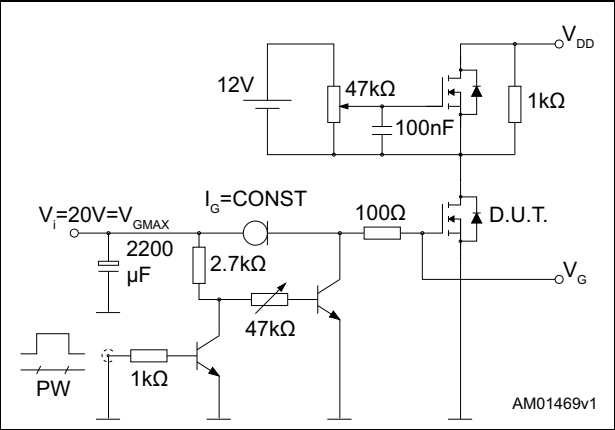 V_DD
12V
47kΩ
1kΩ
100nF
I_G=CONST
V_i=20V=V_GMAX
100Ω
D.U.T.
2200
μF
2.7kΩ
V_G
47kΩ
PW
1kΩ
AM01469v1